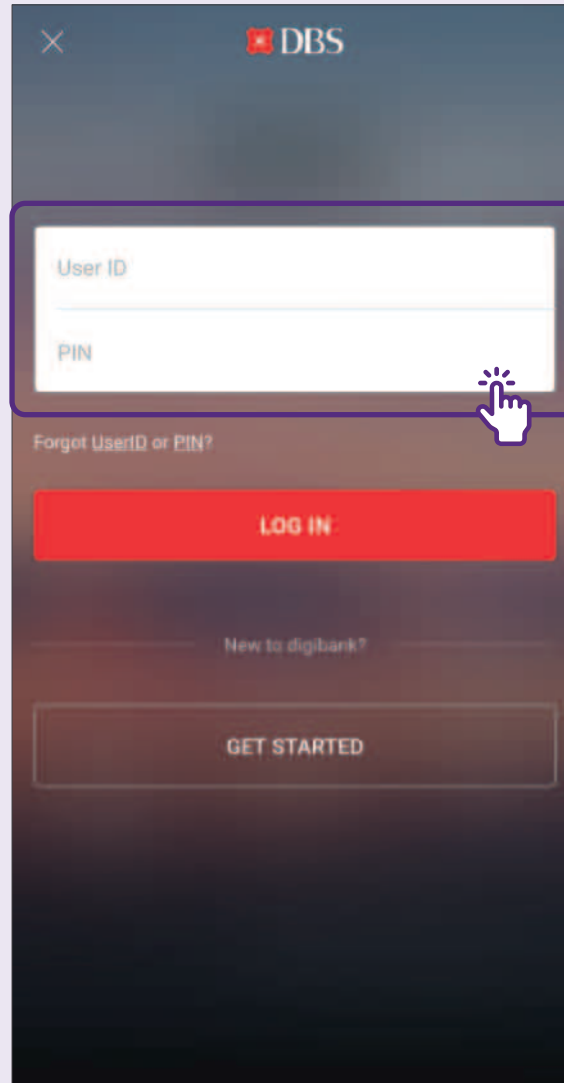 DBS
User ID
PIN
Forgot UserID or PIN?
LOG IN
New to digibank?
GET STARTED